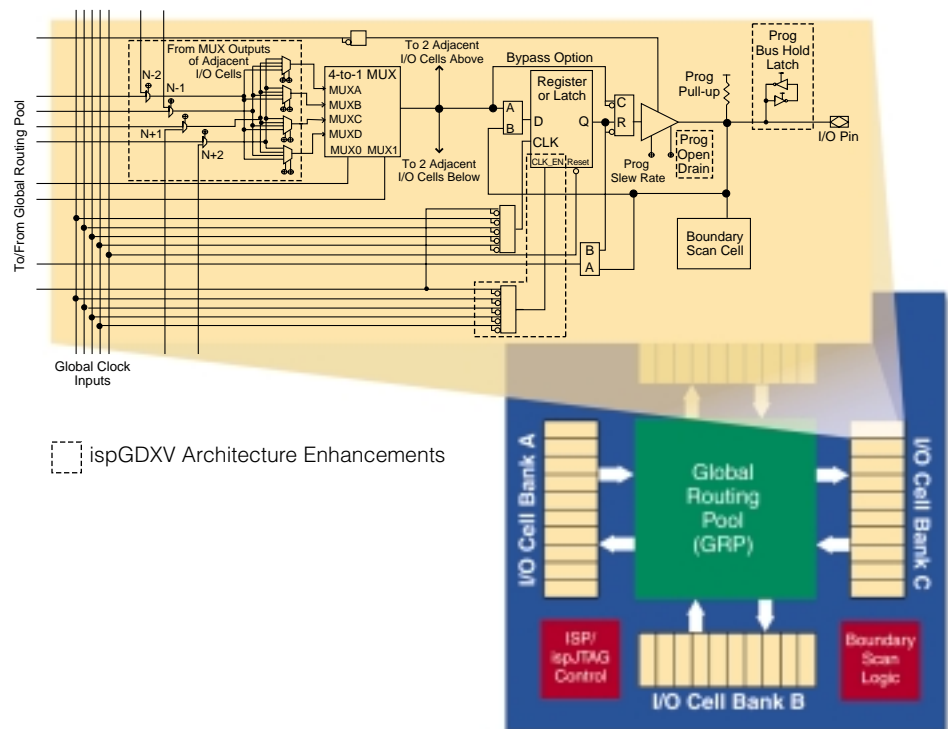 To/From Global Routing Pool
From MUX Outputs
of Adjacent
I/O Cells
N-2
N-1
N+1
N+2
4-to-1 MUX
MUXA
MUXB
MUXC
MUXD
MUX0 MUX1
To 2 Adjacent
I/O Cells Above
To 2 Adjacent
I/O Cells Below
Bypass Option
A
B
Register
or Latch
D
Q
CLK
CLK_EN
Reset
C
R
Prog
Slew Rate
Prog
Open
Drain
Prog
Pull-up
Prog
Bus Hold
Latch
I/O Pin
Boundary
Scan Cell
B
A
Global Clock
Inputs
ispGDXV Architecture Enhancements
I/O Cell Bank A
Global
Routing
Pool
(GRP)
I/O Cell Bank C
ISP/
ispJTAG
Control
Boundary
Scan
Logic
I/O Cell Bank B